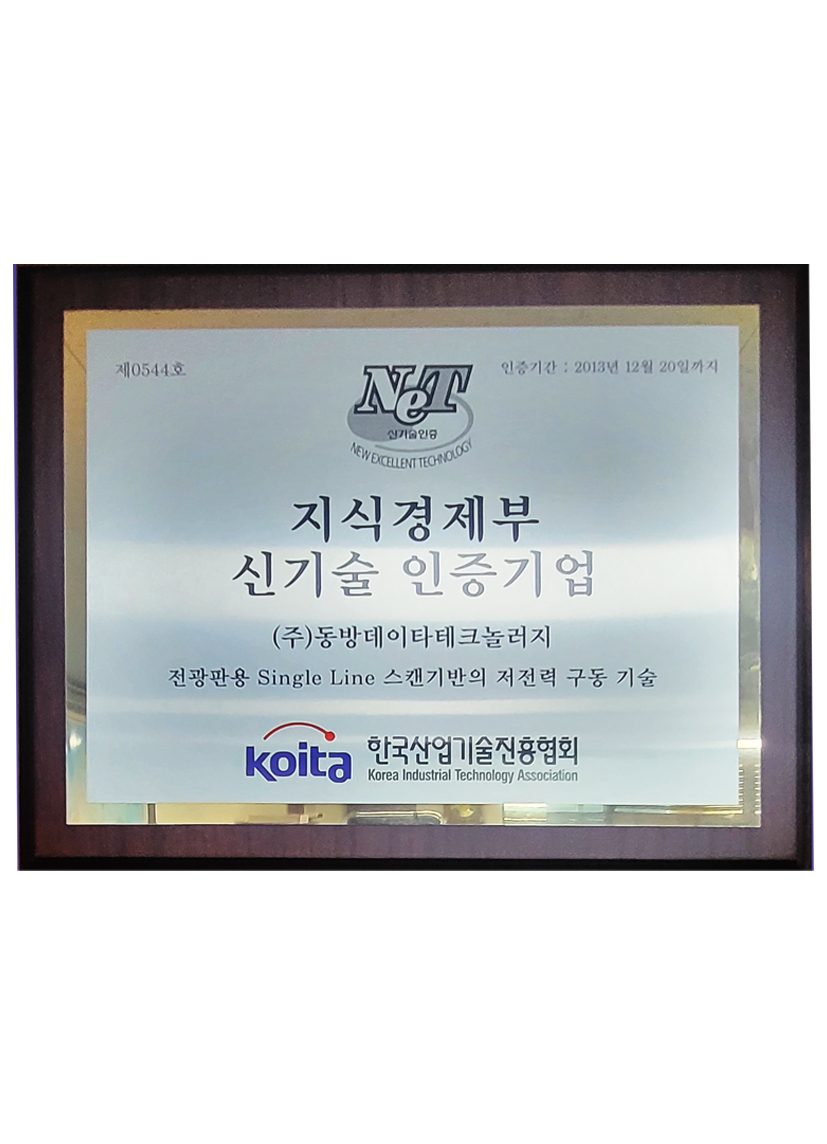 제0544호
인증기간 : 2013년 12월 20일까지
NeT
신기술인증
NEW EXCELLENT TECHNOLOGY
지식경제부
신기술 인증기업
(주)동방데이타테크놀러지
전광판용 Single Line 스캔기반의 저전력 구동 기술
koita 한국산업기술진흥협회
Korea Industrial Technology Association